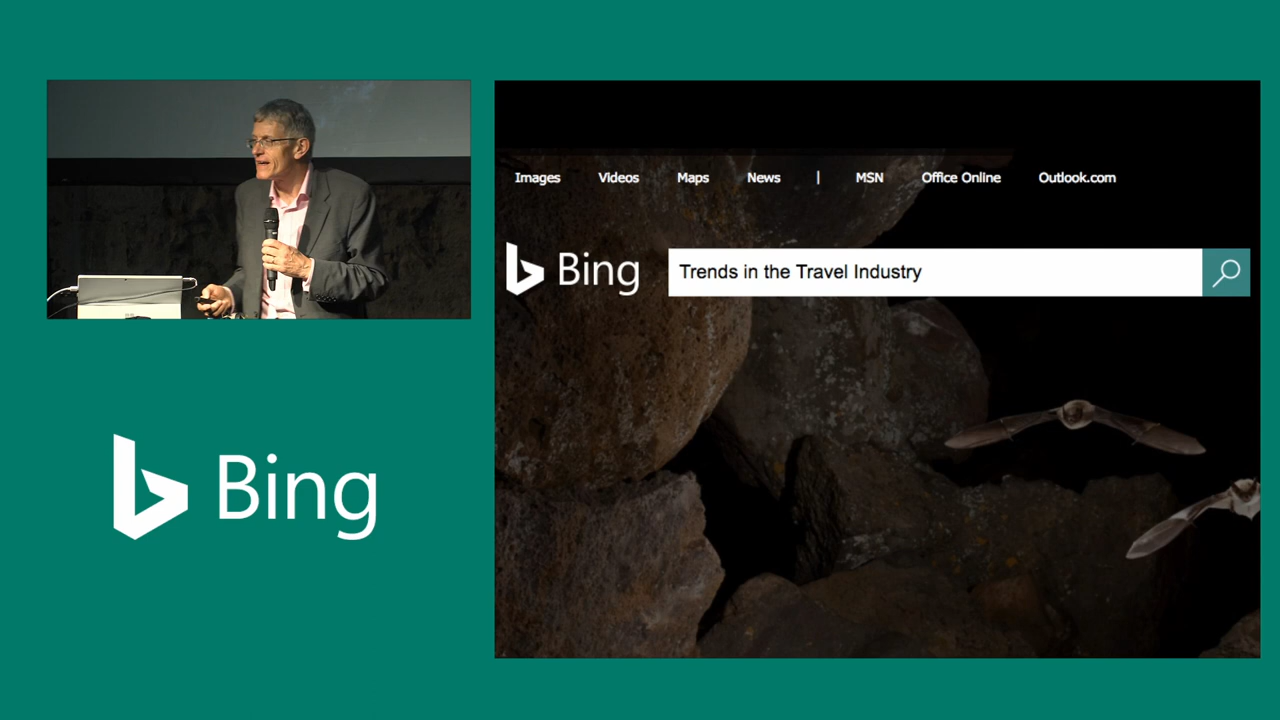 Images Videos Maps News | MSN Office Online Outlook.com
Bing Trends in the Travel Industry
Bing